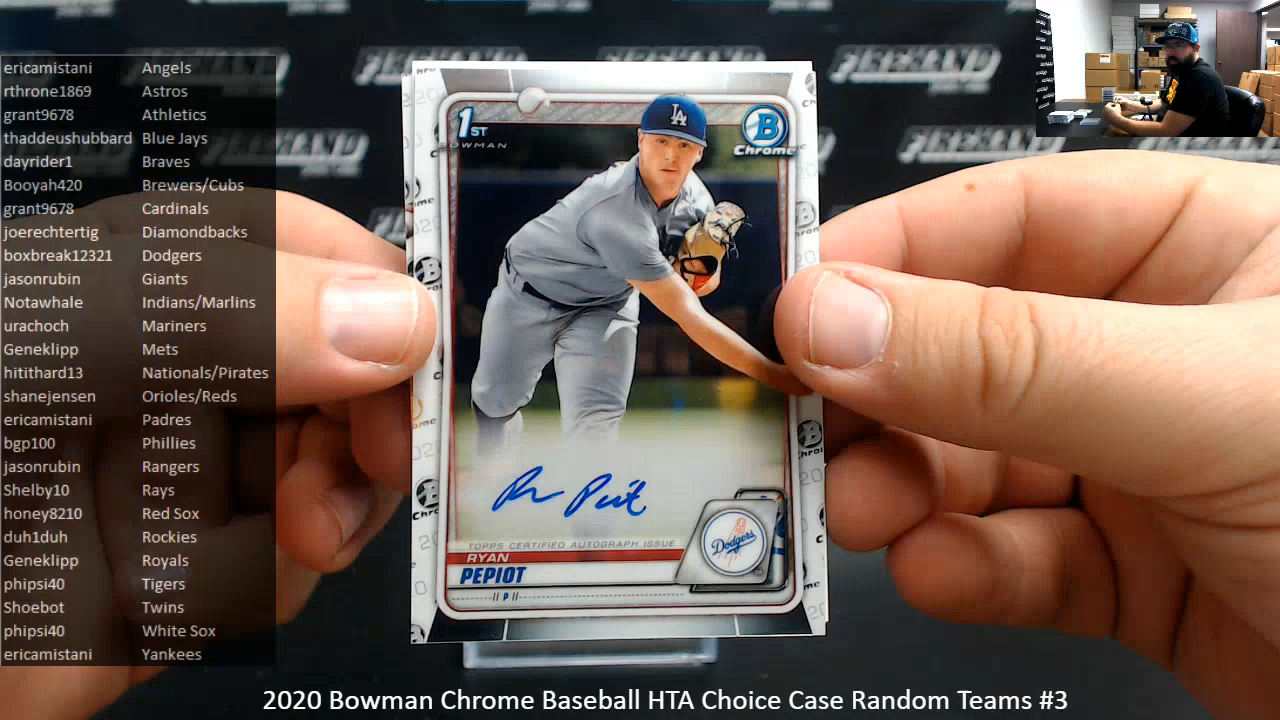 ericamistani Angels
rthrone1869 Astros
grant9678 Athletics
thaddeushubbard Blue Jays
dayrider1 Braves
Booyah420 Brewers/Cubs
grant9678 Cardinals
joerechtertig Diamondbacks
boxbreak12321 Dodgers
jasonrubin Giants
Notawhale Indians/Marlins
urachoch Mariners
Geneklipp Mets
hitithard13 Nationals/Pirates
shanejensen Orioles/Reds
ericamistani Padres
bgp100 Phillies
jasonrubin Rangers
Shelby10 Rays
honey8210 Red Sox
duh1duh Rockies
Geneklipp Royals
phipsi40 Tigers
Shoebot Twins
phipsi40 White Sox
ericamistani Yankees
FIREHAND
1ST
BOWMAN
LA
B
Chrome
TOPPS CERTIFIED AUTOGRAPH ISSUE
RYAN
PEPIOT
P
Dodgers
2020 Bowman Chrome Baseball HTA Choice Case Random Teams #3